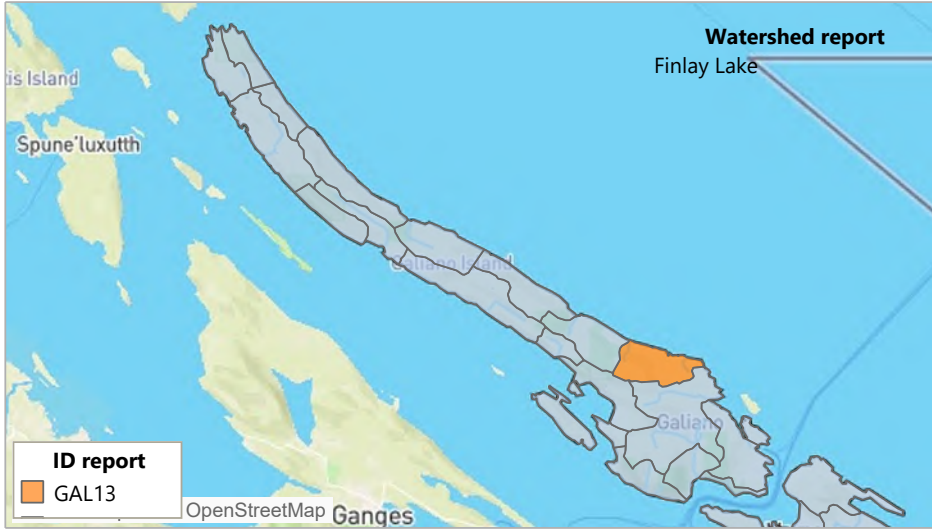 Watershed report
Finlay Lake
tis Island
Spune'luxutth
Galiano Island
Galiano
ID report
GAL13
OpenStreetMap
Ganges